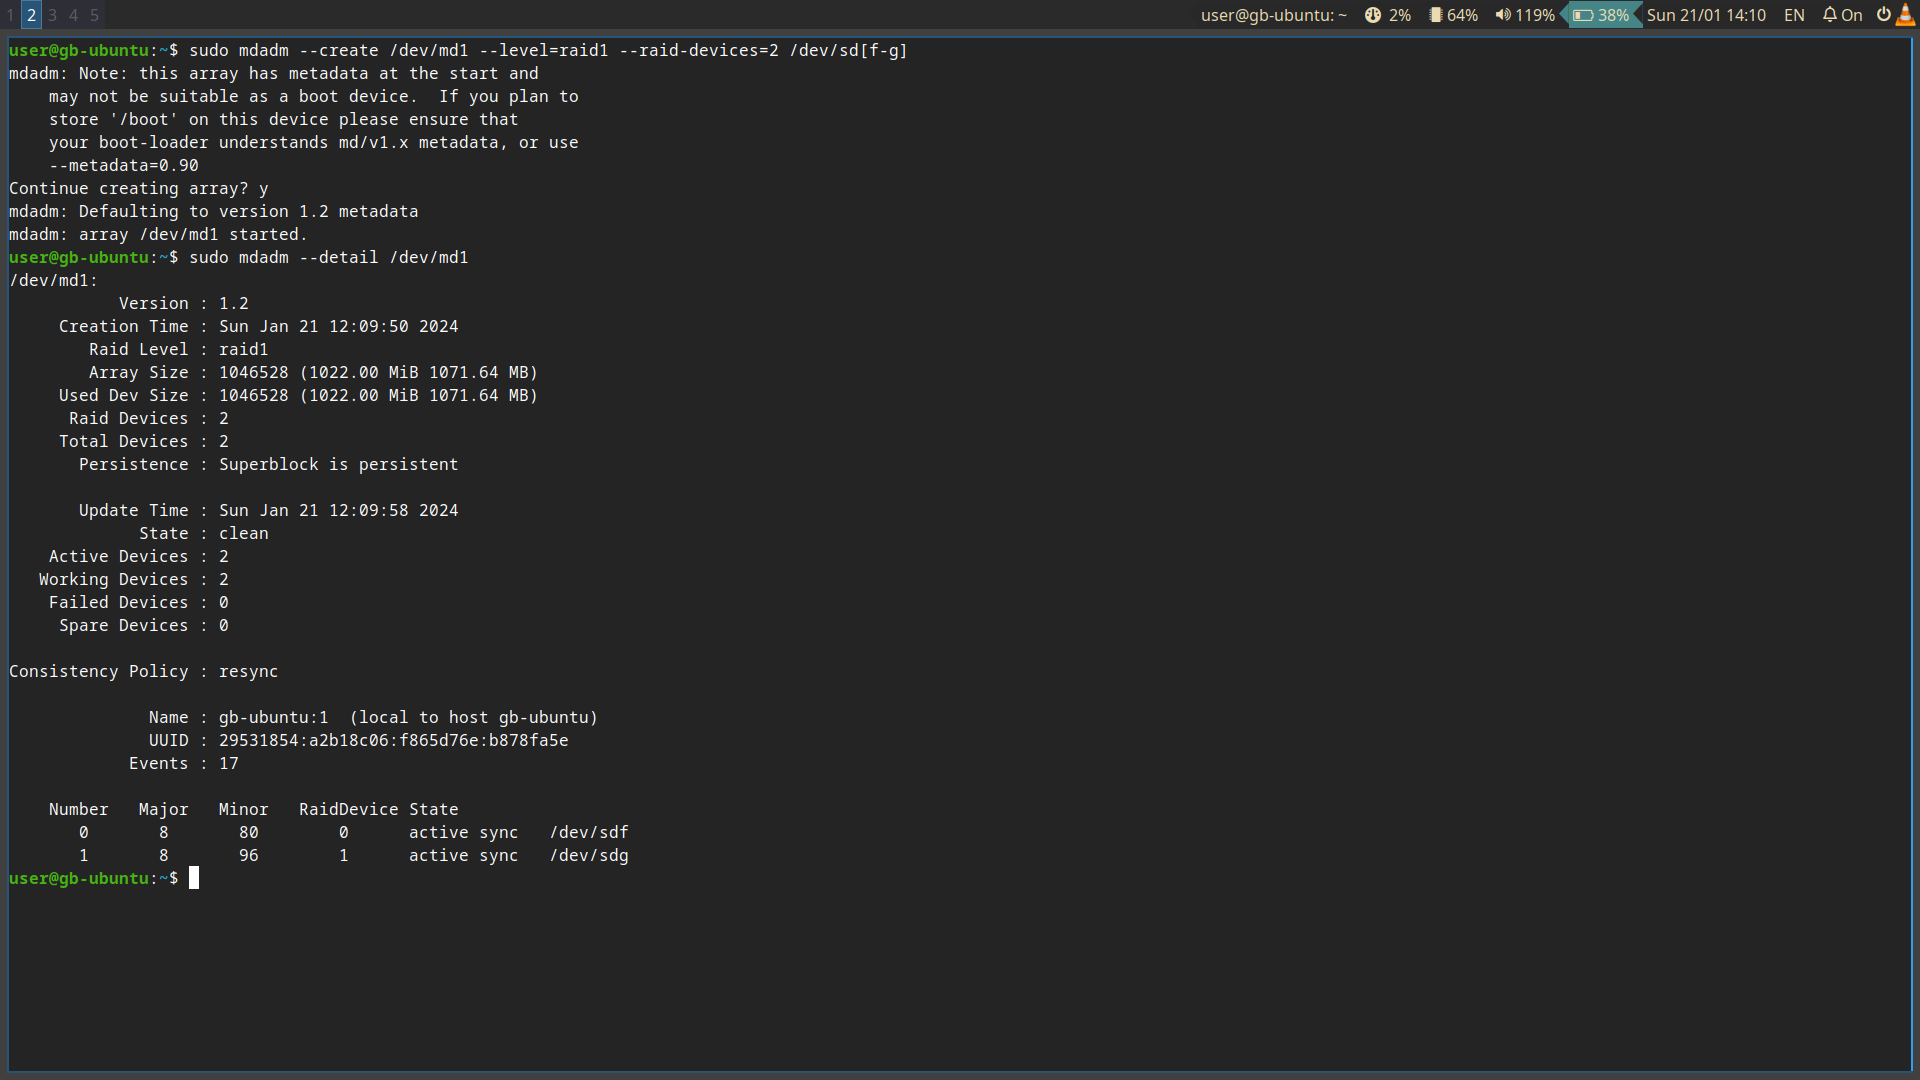 1 2 3 4 5 user@gb-ubuntu: ~ 2% 64% 119% 38% Sun 21/01 14:10 EN On
user@gb-ubuntu:~$ sudo mdadm --create /dev/md1 --level=raid1 --raid-devices=2 /dev/sd[f-g]
mdadm: Note: this array has metadata at the start and
    may not be suitable as a boot device.  If you plan to
    store '/boot' on this device please ensure that
    your boot-loader understands md/v1.x metadata, or use
    --metadata=0.90
Continue creating array? y
mdadm: Defaulting to version 1.2 metadata
mdadm: array /dev/md1 started.
user@gb-ubuntu:~$ sudo mdadm --detail /dev/md1
/dev/md1:
           Version : 1.2
     Creation Time : Sun Jan 21 12:09:50 2024
        Raid Level : raid1
        Array Size : 1046528 (1022.00 MiB 1071.64 MB)
     Used Dev Size : 1046528 (1022.00 MiB 1071.64 MB)
      Raid Devices : 2
     Total Devices : 2
       Persistence : Superblock is persistent
       Update Time : Sun Jan 21 12:09:58 2024
             State : clean
    Active Devices : 2
   Working Devices : 2
    Failed Devices : 0
     Spare Devices : 0
Consistency Policy : resync
              Name : gb-ubuntu:1  (local to host gb-ubuntu)
              UUID : 29531854:a2b18c06:f865d76e:b878fa5e
            Events : 17
    Number   Major   Minor   RaidDevice State
       0       8       80        0      active sync   /dev/sdf
       1       8       96        1      active sync   /dev/sdg
user@gb-ubuntu:~$